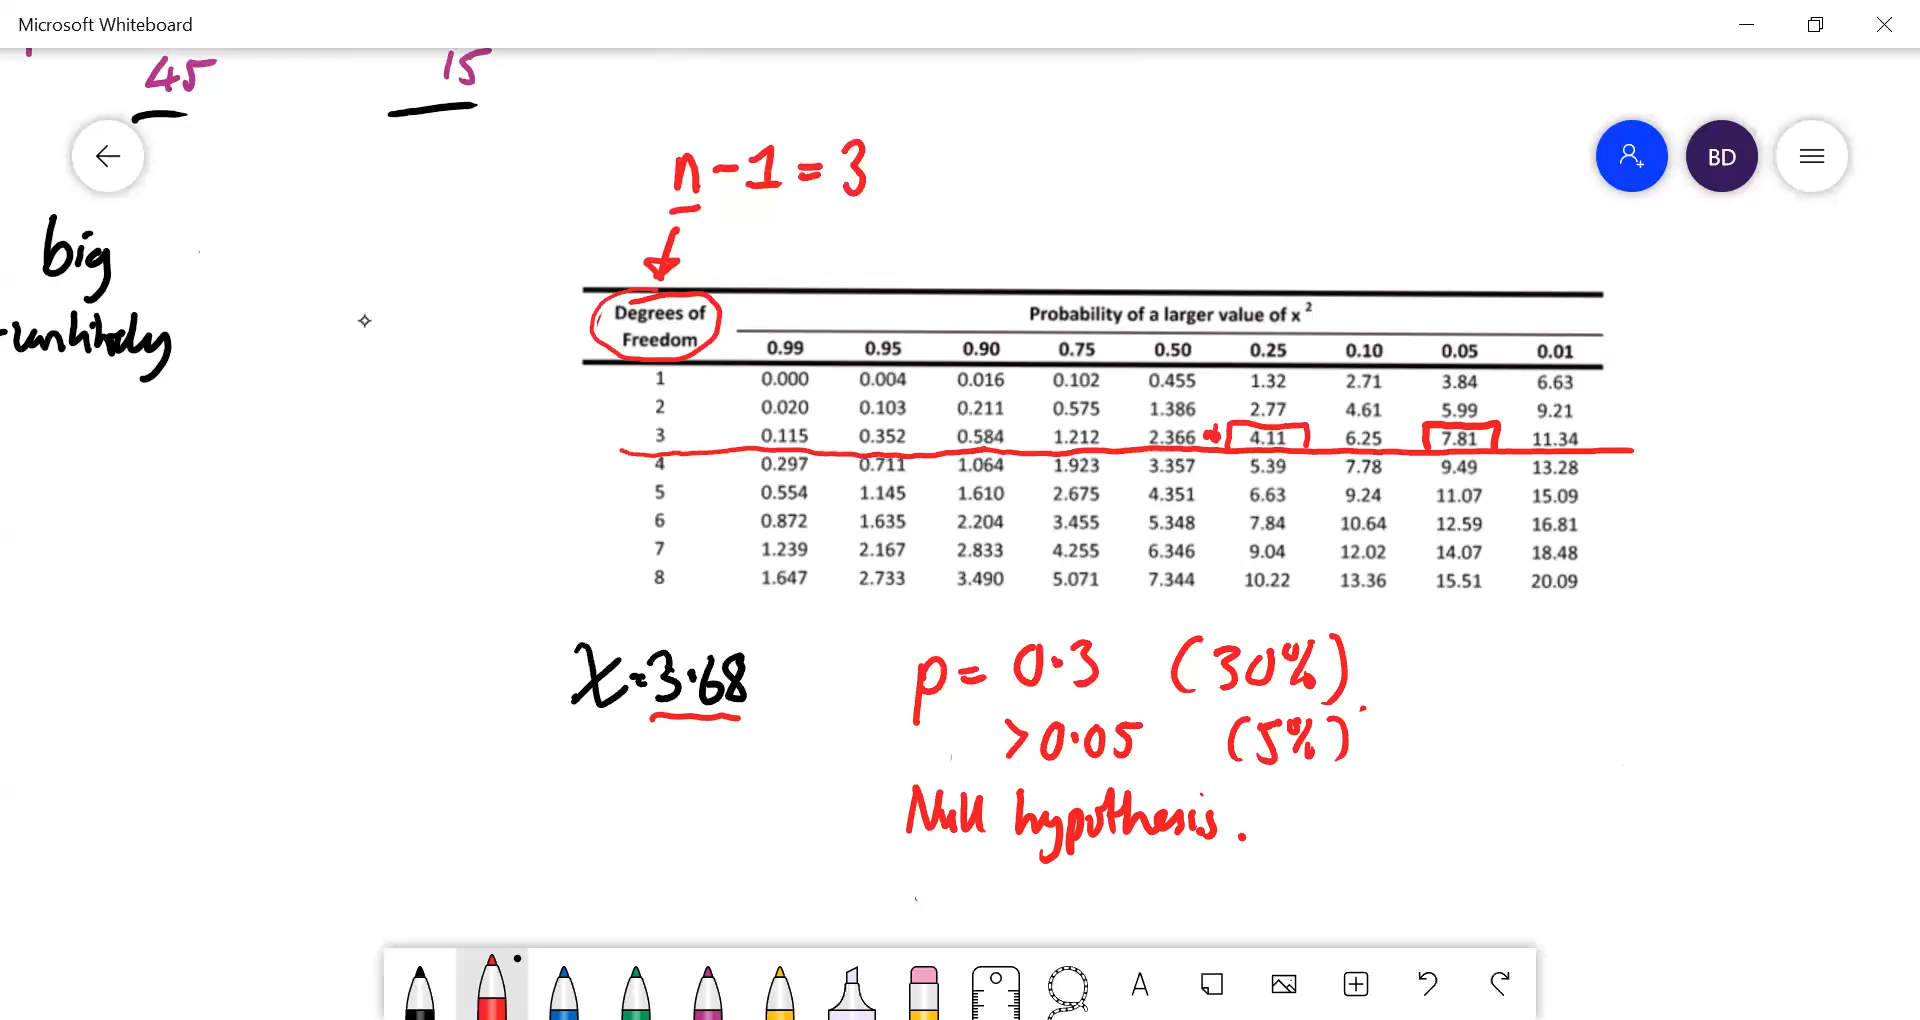 Microsoft Whiteboard
45 15
n-1=3
BD
big
unlikely
Degrees of Freedom Probability of a larger value of x 2
0.99 0.95 0.90 0.75 0.50 0.25 0.10 0.05 0.01
1 0.000 0.004 0.016 0.102 0.455 1.32 2.71 3.84 6.63
2 0.020 0.103 0.211 0.575 1.386 2.77 4.61 5.99 9.21
3 0.115 0.352 0.584 1.212 2.366 4.11 6.25 7.81 11.34
4 0.297 0.711 1.064 1.923 3.357 5.39 7.78 9.49 13.28
5 0.554 1.145 1.610 2.675 4.351 6.63 9.24 11.07 15.09
6 0.872 1.635 2.204 3.455 5.348 7.84 10.64 12.59 16.81
7 1.239 2.167 2.833 4.255 6.346 9.04 12.02 14.07 18.48
8 1.647 2.733 3.490 5.071 7.344 10.22 13.36 15.51 20.09
χ=3.68 p= 0.3 (30%)
>0.05 (5%)
Null hypothesis.
A